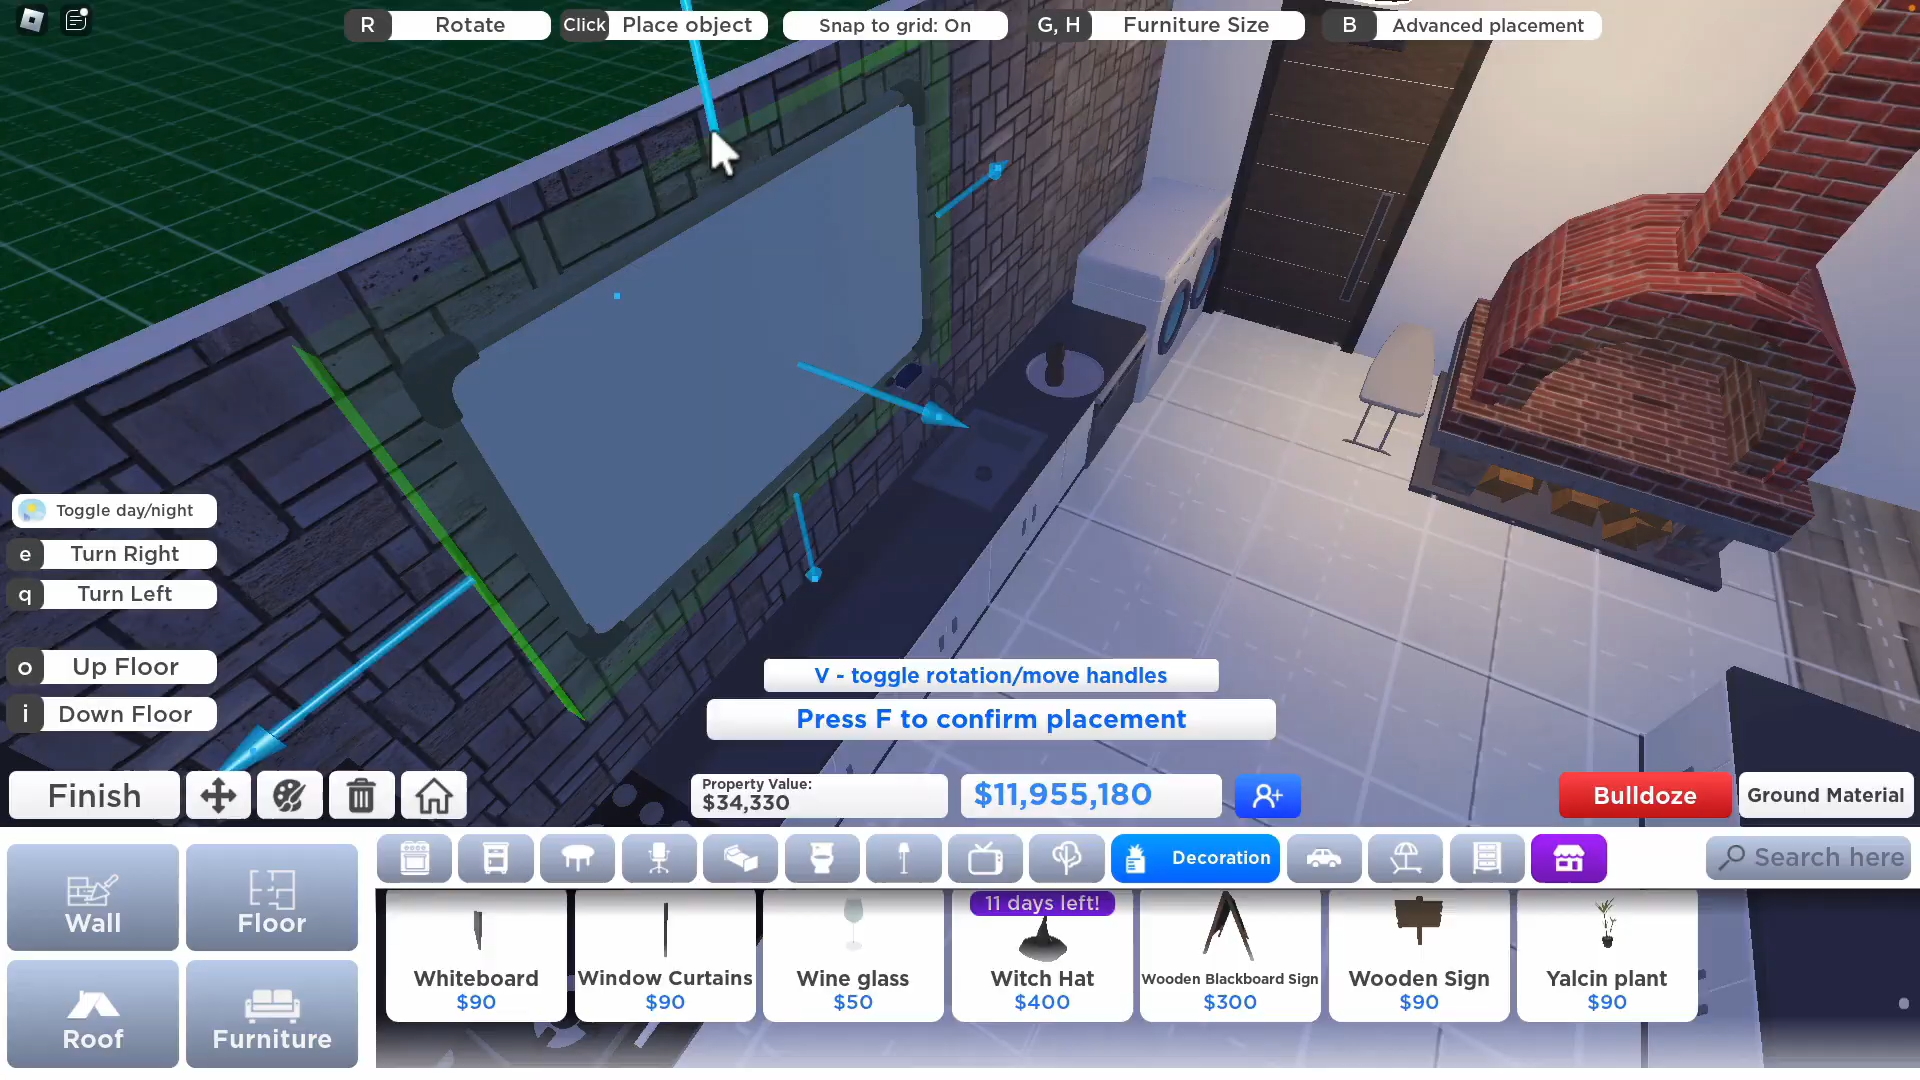 R Rotate Click Place object Snap to grid: On G, H Furniture Size B Advanced placement
Toggle day/night
e Turn Right
q Turn Left
o Up Floor
i Down Floor
V - toggle rotation/move handles
Press F to confirm placement
Finish
Property Value:
$34,330
$11,955,180
Bulldoze
Ground Material
Decoration
Search here
Wall
Floor
Roof
Furniture
11 days left!
Whiteboard
$90
Window Curtains
$90
Wine glass
$50
Witch Hat
$400
Wooden Blackboard Sign
$300
Wooden Sign
$90
Yalcin plant
$90